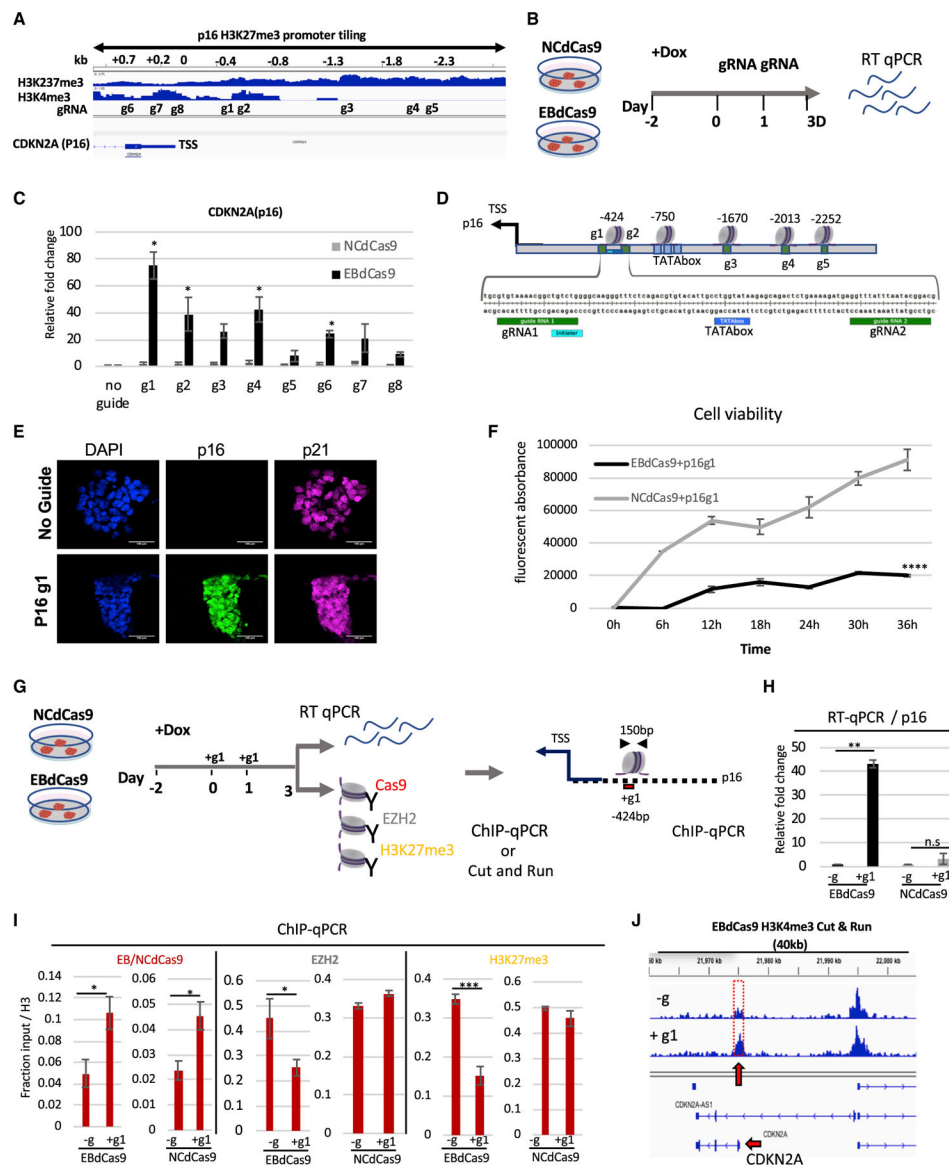 A
p16 H3K27me3 promoter tiling
kb +0.7 +0.2 0 -0.4 -0.8 -1.3 -1.8 -2.3
H3K237me3
H3K4me3
gRNA g6 g7 g8 g1 g2 g3 g4 g5
CDKN2A (P16) TSS
B
NCdCas9
EBdCas9
+Dox gRNA gRNA
Day
-2 0 1 3D
RT qPCR
C
CDKN2A(p16)
Relative fold change
100
80
60
40
20
0
NCdCas9
EBdCas9
* * * *
no guide g1 g2 g3 g4 g5 g6 g7 g8
D
TSS
p16
-424 -750 -1670 -2013 -2252
g1 g2 TATAbox g3 g4 g5
guide RNA 1 TATAbox guide RNA 2
gRNA1 Initiator TATAbox gRNA2
E
DAPI p16 p21
No Guide
P16 g1
F
Cell viability
fluorescent absorbance
100000
80000
60000
40000
20000
0
EBdCas9+p16g1
NCdCas9+p16g1
****
0h 6h 12h 18h 24h 30h 36h
Time
G
NCdCas9
EBdCas9
+Dox
+g1 +g1
Day
-2 0 1 3
RT qPCR
Cas9
EZH2
H3K27me3
ChIP-qPCR
or
Cut and Run
TSS
150bp
p16
+g1
-424bp
ChIP-qPCR
H
RT-qPCR / p16
Relative fold change
50
40
30
20
10
0
**
n.s
-g +g1 -g +g1
EBdCas9 NCdCas9
I
ChIP-qPCR
EB/NCdCas9 EZH2 H3K27me3
Fraction input / H3
0.14
0.12
0.1
0.08
0.06
0.04
0.02
0
*
-g +g1
EBdCas9
0.06
0.05
0.04
0.03
0.02
0.01
0
*
-g +g1
NCdCas9
0.6
0.5
0.4
0.3
0.2
0.1
0
*
-g +g1
EBdCas9
0.4
0.3
0.2
0.1
0
-g +g1
NCdCas9
0.4
0.3
0.2
0.1
0
***
-g +g1
EBdCas9
0.6
0.5
0.4
0.3
0.2
0.1
0
-g +g1
NCdCas9
J
EBdCas9 H3K4me3 Cut & Run
(40kb)
60 kb 21,970 kb 21,980 kb 21,990 kb 22,000 kb
-g
+ g1
CDKN2A-AS1
CDKN2A
CDKN2A